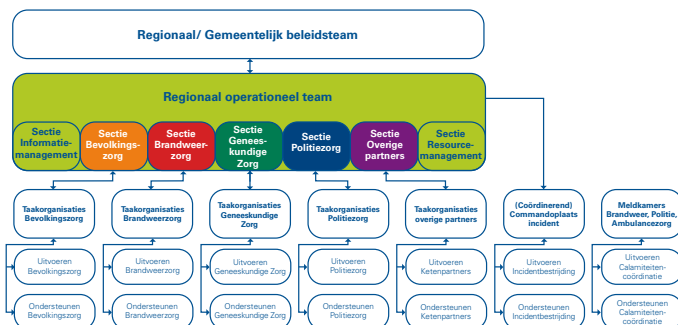 Regionaal/ Gemeentelijk beleidsteam
Regionaal operationeel team
Sectie
Informatie-
management
Sectie
Bevolkings-
zorg
Sectie
Brandweer-
zorg
Sectie
Genees-
kundige
Zorg
Sectie
Politiezorg
Sectie
Overige
partners
Sectie
Resource-
management
Taakorganisaties
Bevolkingszorg
Taakorganisaties
Brandweerzorg
Taakorganisaties
Geneeskundige
Zorg
Taakorganisaties
Politiezorg
Taakorganisaties
overige partners
(Coördinerend)
Commandoplaats
incident
Meldkamers
Brandweer, Politie,
Ambulancezorg
Uitvoeren
Bevolkingszorg
Uitvoeren
Brandweerzorg
Uitvoeren
Geneeskundige Zorg
Uitvoeren
Politiezorg
Uitvoeren
Ketenpartners
Uitvoeren
Incidentbestrijding
Uitvoeren
Calamiteiten-
coördinatie
Ondersteunen
Bevolkingszorg
Ondersteunen
Brandweerzorg
Ondersteunen
Geneeskundige Zorg
Ondersteunen
Politiezorg
Ondersteunen
Ketenpartners
Ondersteunen
Incidentbestrijding
Ondersteunen
Calamiteiten-
coördinatie